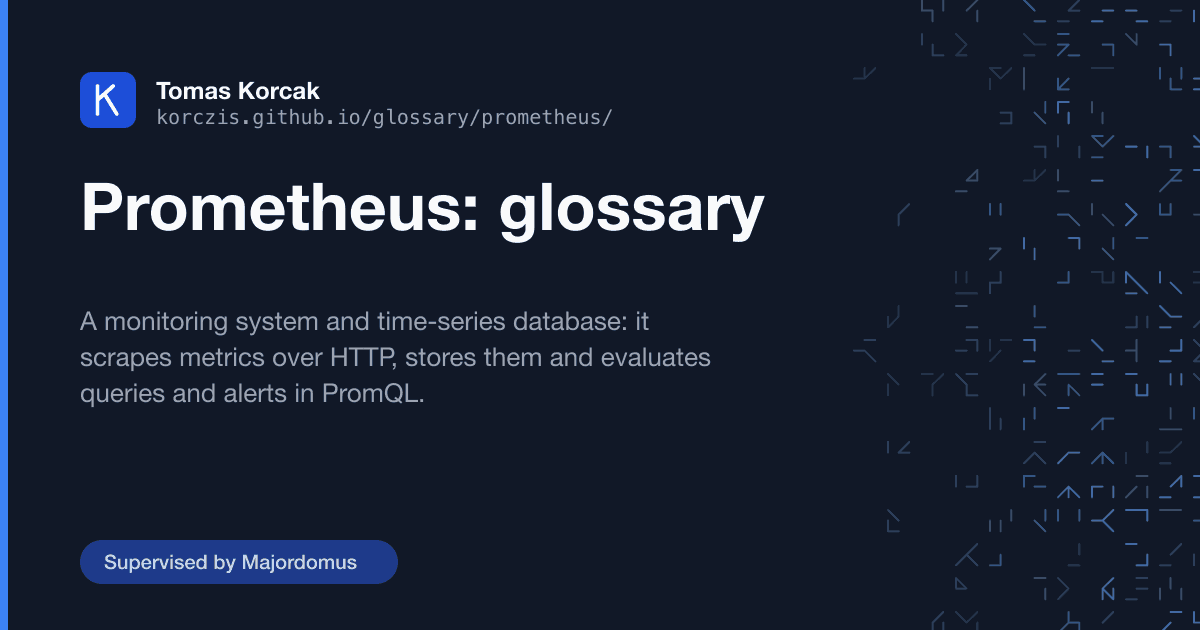 K
Tomas Korcak
korczis.github.io/glossary/prometheus/
Prometheus: glossary
A monitoring system and time-series database: it
scrapes metrics over HTTP, stores them and evaluates
queries and alerts in PromQL.
Supervised by Majordomus